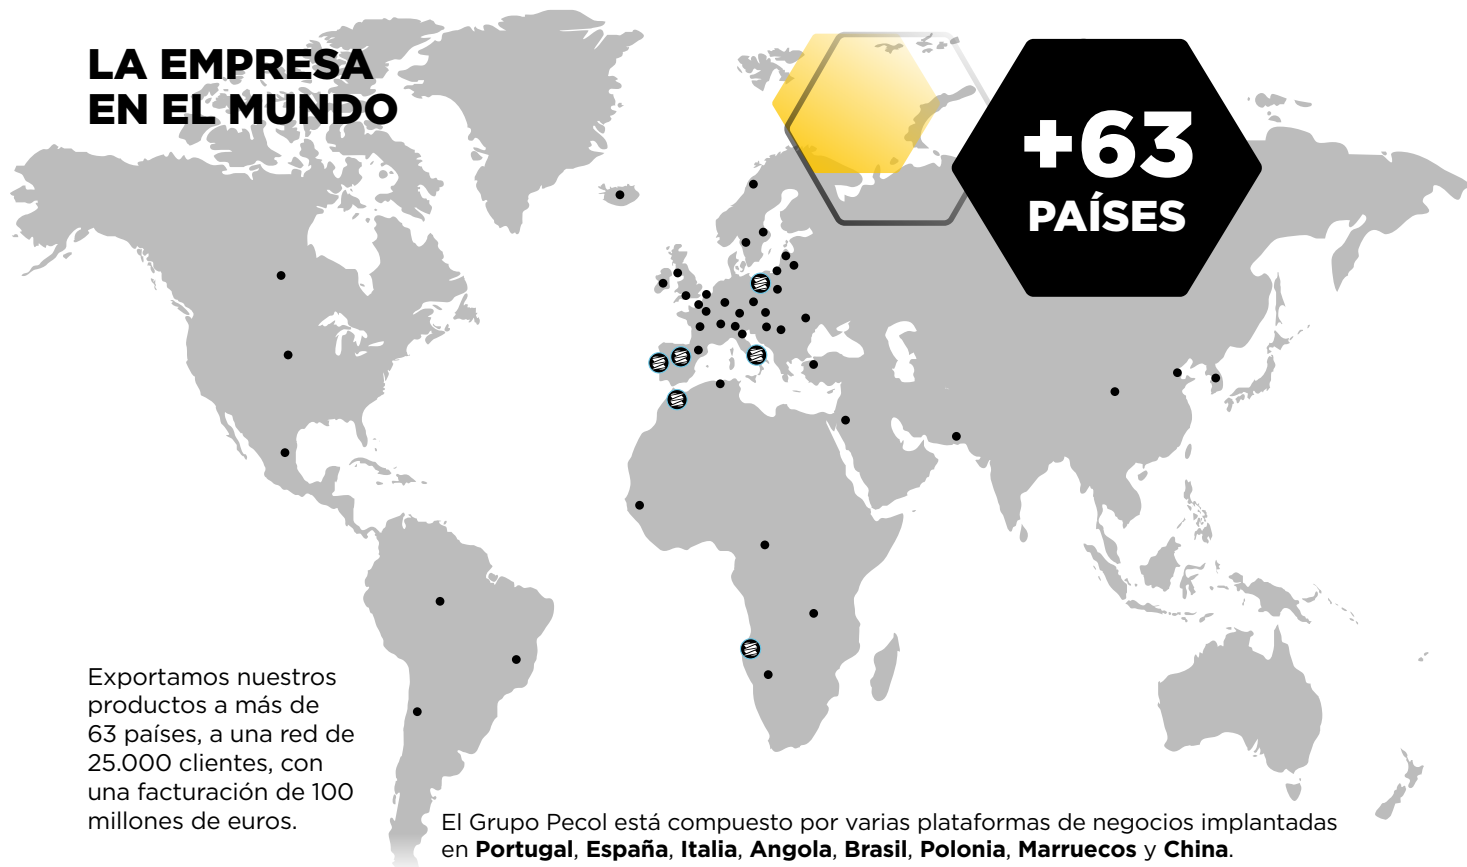 LA EMPRESA
EN EL MUNDO
+63
PAÍSES
Exportamos nuestros
productos a más de
63 países, a una red de
25.000 clientes, con
una facturación de 100
millones de euros.
El Grupo Pecol está compuesto por varias plataformas de negocios implantadas
en Portugal, España, Italia, Angola, Brasil, Polonia, Marruecos y China.